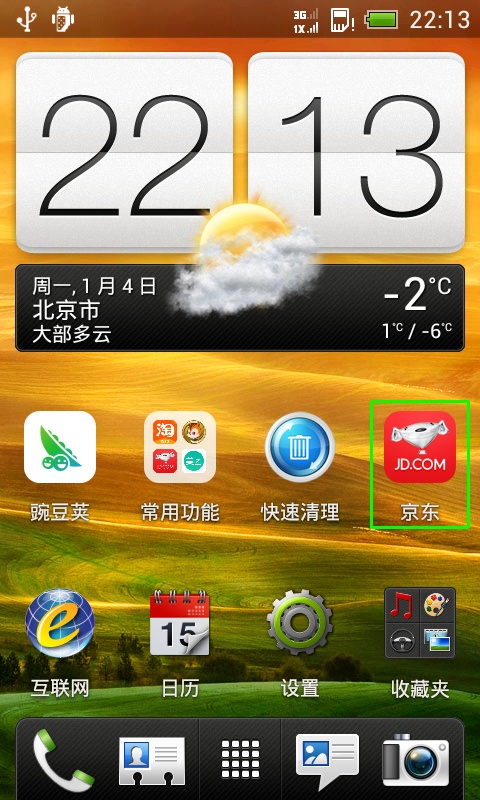 3G
1X
22:13
22 13
周一, 1 月 4 日
北京市
大部多云
-2°C
1°C / -6°C
淘
JD.COM
豌豆荚
常用功能
快速清理
京东
15
互联网
日历
设置
收藏夹